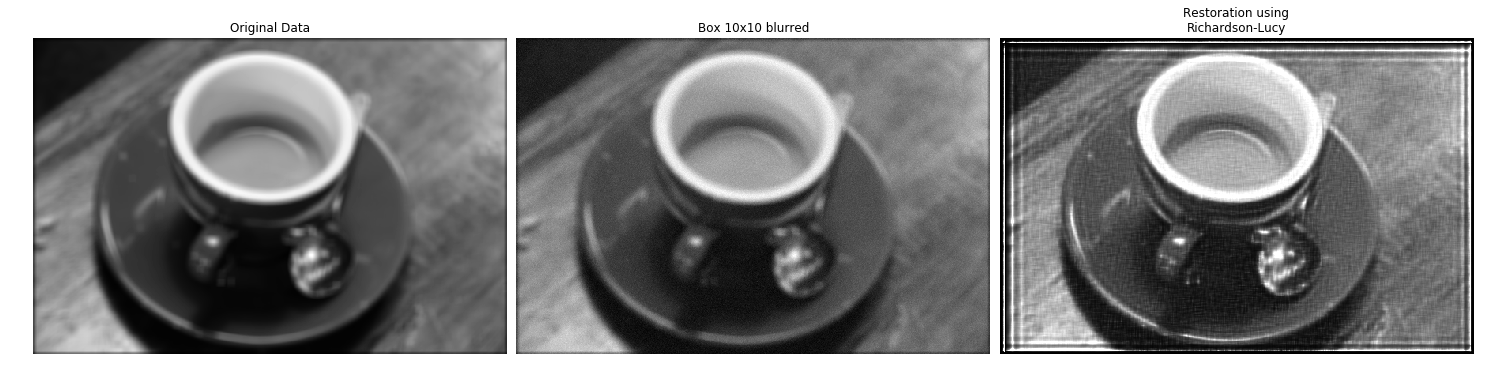 Original Data
Box 10x10 blurred
Restoration using
Richardson-Lucy